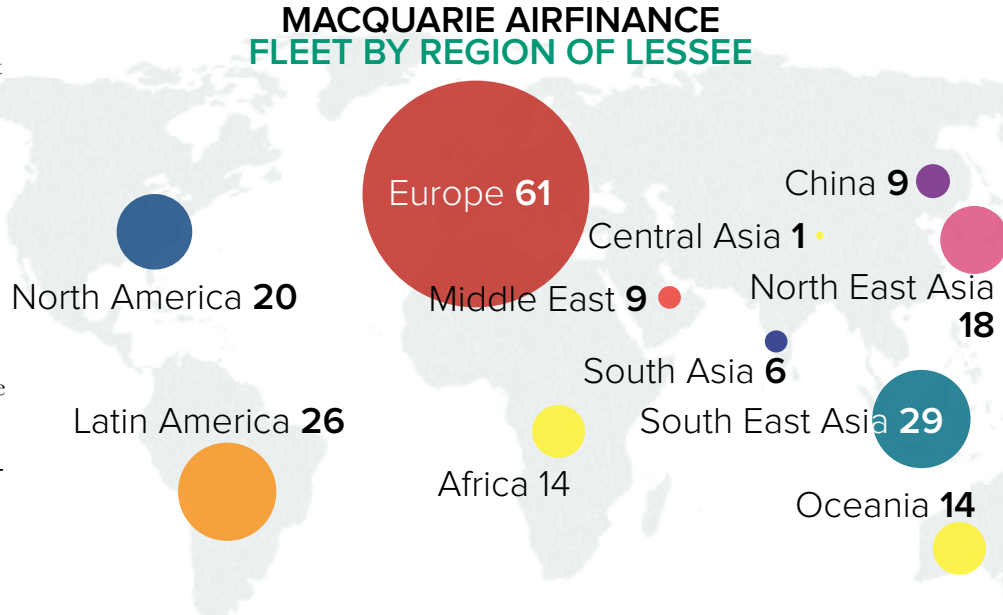 MACQUARIE AIRFINANCE
FLEET BY REGION OF LESSEE
Europe 61
China 9
Central Asia 1
North America 20
Middle East 9
North East Asia
18
South Asia 6
Latin America 26
South East Asia 29
Africa 14
Oceania 14